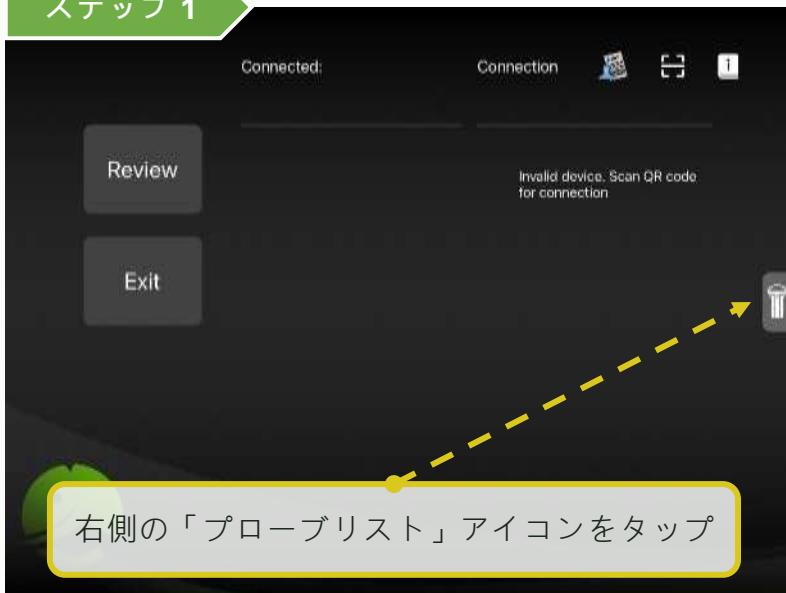 ステップ 1
Connected:
Connection
1
Review
Invalid device. Scan QR code
for connection
Exit
右側の「プローブリスト」アイコンをタップ